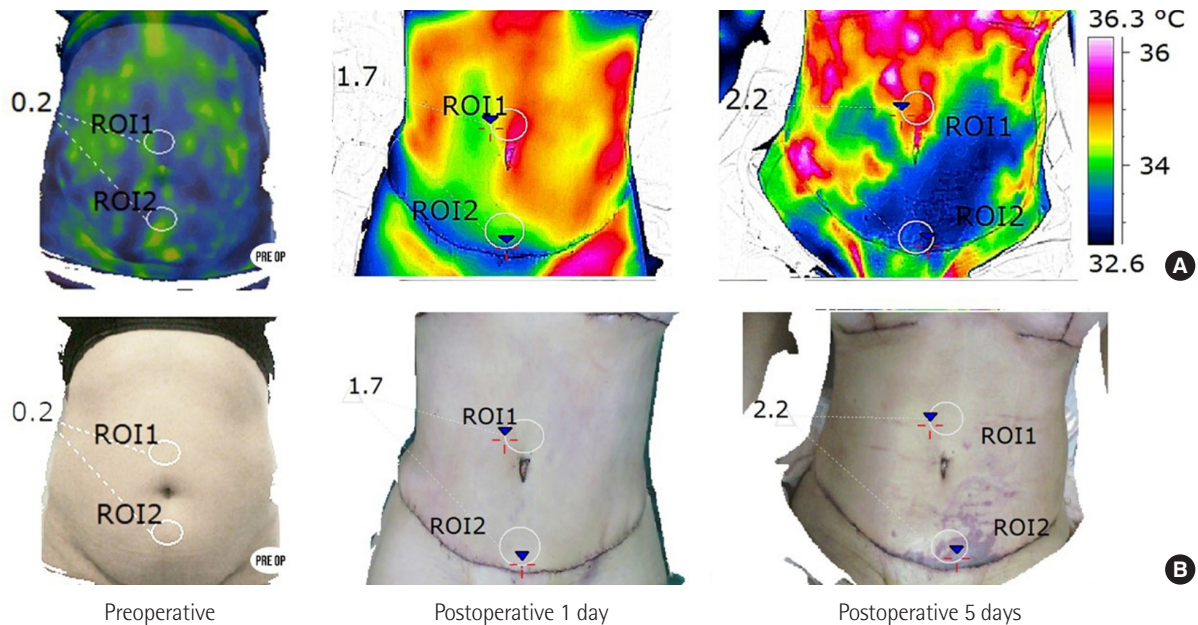 36.3 °C
36
34
32.6
0.2
ROI1
ROI2
PRE OP
1.7
ROI1
ROI2
2.2
ROI1
ROI2
A
0.2
ROI1
ROI2
PRE OP
1.7
ROI1
ROI2
2.2
ROI1
ROI2
B
Preoperative
Postoperative 1 day
Postoperative 5 days